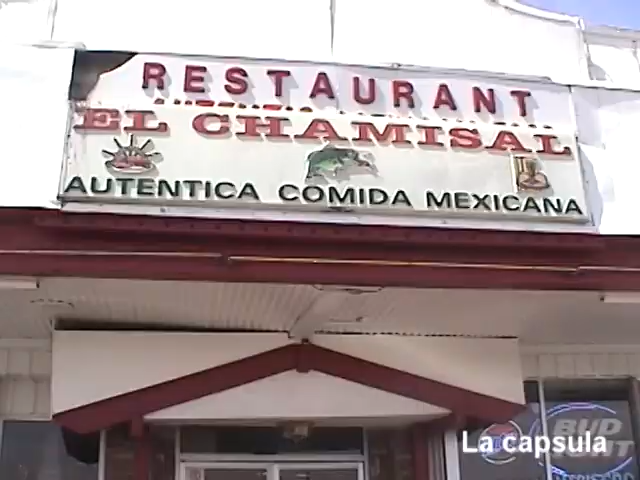 RESTAURANT
EL CHAMISAL
AUTENTICA COMIDA MEXICANA
BUD
LIGHT
La capsula